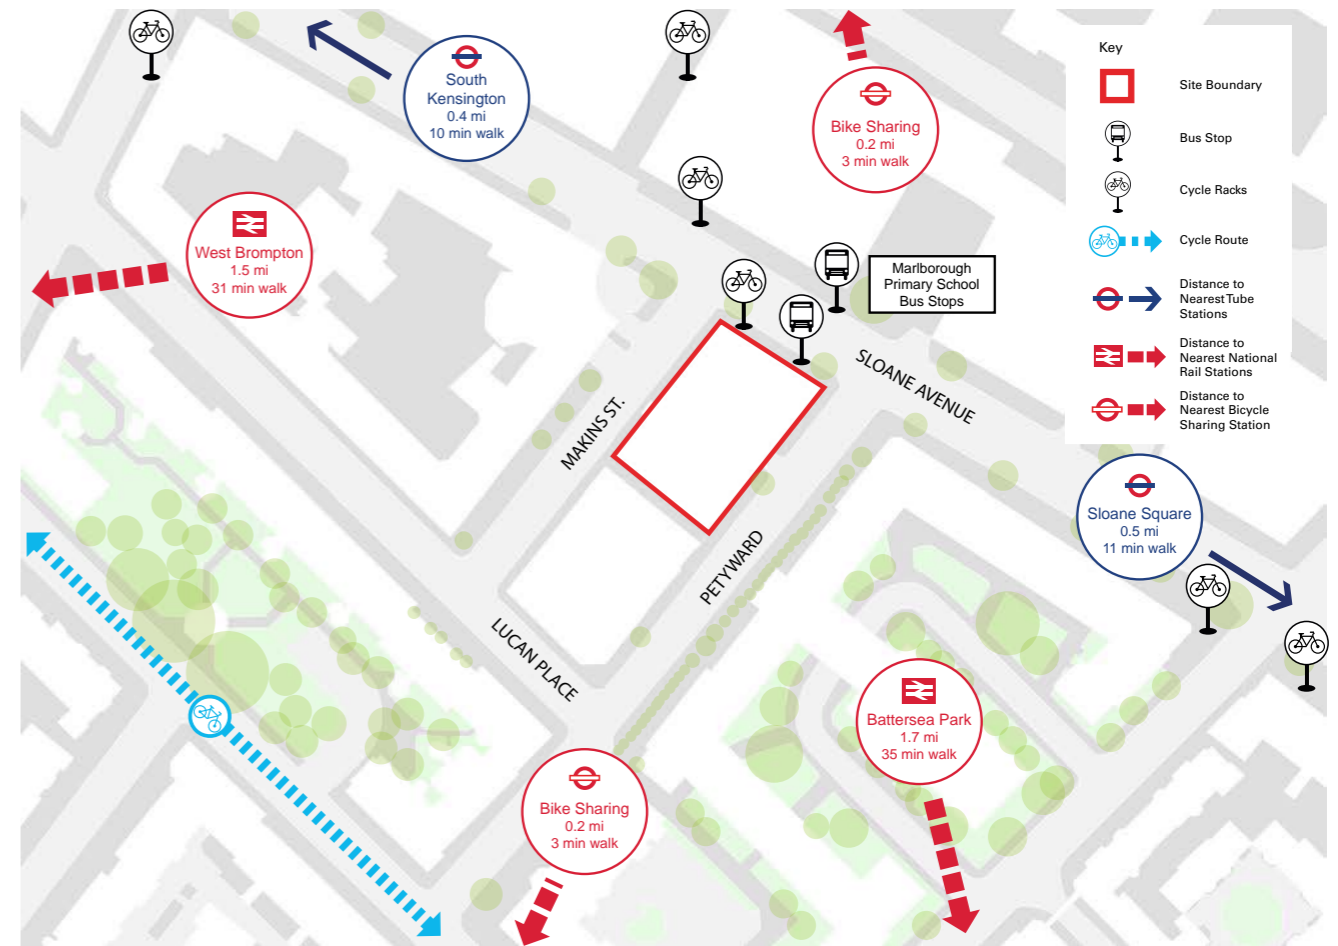 South
Kensington
0.4 mi
10 min walk
Bike Sharing
0.2 mi
3 min walk
West Brompton
1.5 mi
31 min walk
Marlborough
Primary School
Bus Stops
SLOANE AVENUE
MAKINS ST.
PETYWARD
LUCAN PLACE
Sloane Square
0.5 mi
11 min walk
Battersea Park
1.7 mi
35 min walk
Bike Sharing
0.2 mi
3 min walk
Key
Site Boundary
Bus Stop
Cycle Racks
Cycle Route
Distance to
Nearest Tube
Stations
Distance to
Nearest National
Rail Stations
Distance to
Nearest Bicycle
Sharing Station